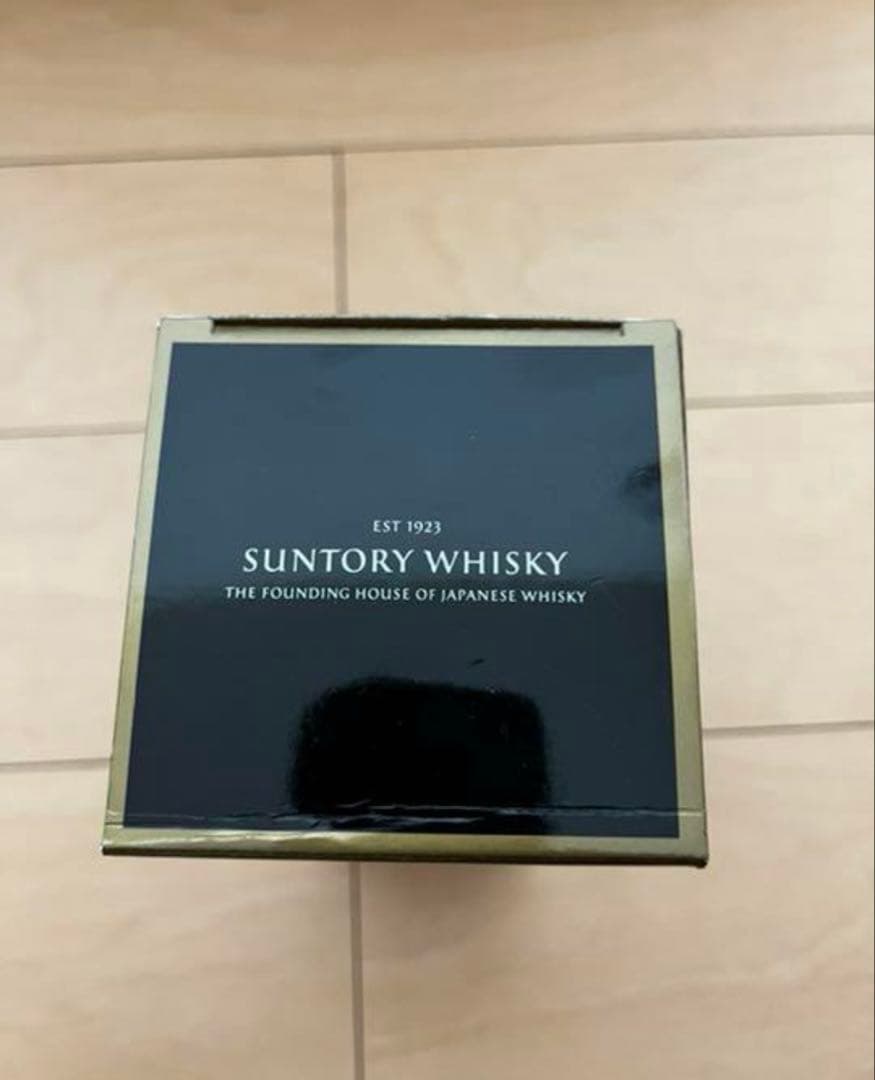 EST 1923
SUNTORY WHISKY
THE FOUNDING HOUSE OF JAPANESE WHISKY